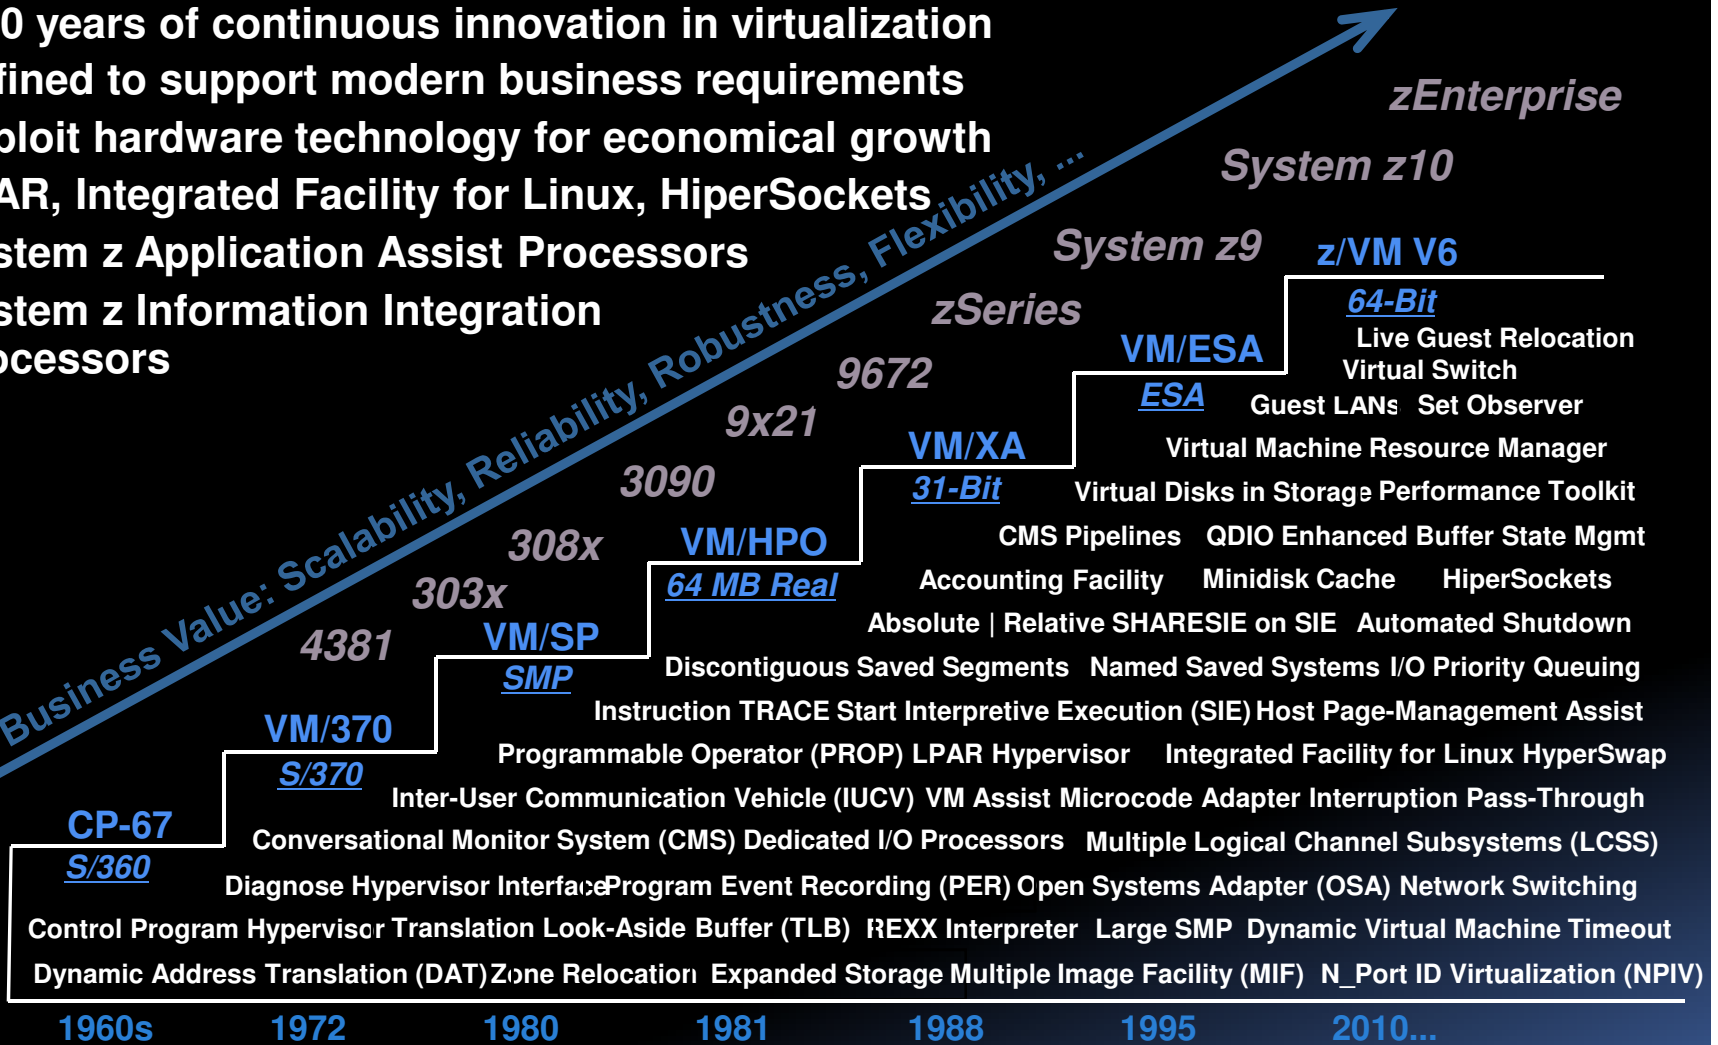 0 years of continuous innovation in virtualization
fined to support modern business requirements
ploit hardware technology for economical growth
AR, Integrated Facility for Linux, HiperSockets
stem z Application Assist Processors
stem z Information Integration
ocessors
Business Value: Scalability, Reliability, Robustness, Flexibility, ...
zEnterprise
System z10
System z9
zSeries
9672
9x21
3090
308x
303x
4381
z/VM V6
64-Bit
VM/ESA
ESA
VM/XA
31-Bit
VM/HPO
64 MB Real
VM/SP
SMP
VM/370
S/370
CP-67
S/360
Live Guest Relocation
Virtual Switch
Guest LANs Set Observer
Virtual Machine Resource Manager
Virtual Disks in Storage Performance Toolkit
CMS Pipelines QDIO Enhanced Buffer State Mgmt
Accounting Facility Minidisk Cache HiperSockets
Absolute | Relative SHARE SIE on SIE Automated Shutdown
Discontiguous Saved Segments Named Saved Systems I/O Priority Queuing
Instruction TRACE Start Interpretive Execution (SIE) Host Page-Management Assist
Programmable Operator (PROP) LPAR Hypervisor Integrated Facility for Linux HyperSwap
Inter-User Communication Vehicle (IUCV) VM Assist Microcode Adapter Interruption Pass-Through
Conversational Monitor System (CMS) Dedicated I/O Processors Multiple Logical Channel Subsystems (LCSS)
Diagnose Hypervisor Interface Program Event Recording (PER) Open Systems Adapter (OSA) Network Switching
Control Program Hypervisor Translation Look-Aside Buffer (TLB) REXX Interpreter Large SMP Dynamic Virtual Machine Timeout
Dynamic Address Translation (DAT) Zone Relocation Expanded Storage Multiple Image Facility (MIF) N_Port ID Virtualization (NPIV)
1960s 1972 1980 1981 1988 1995 2010...